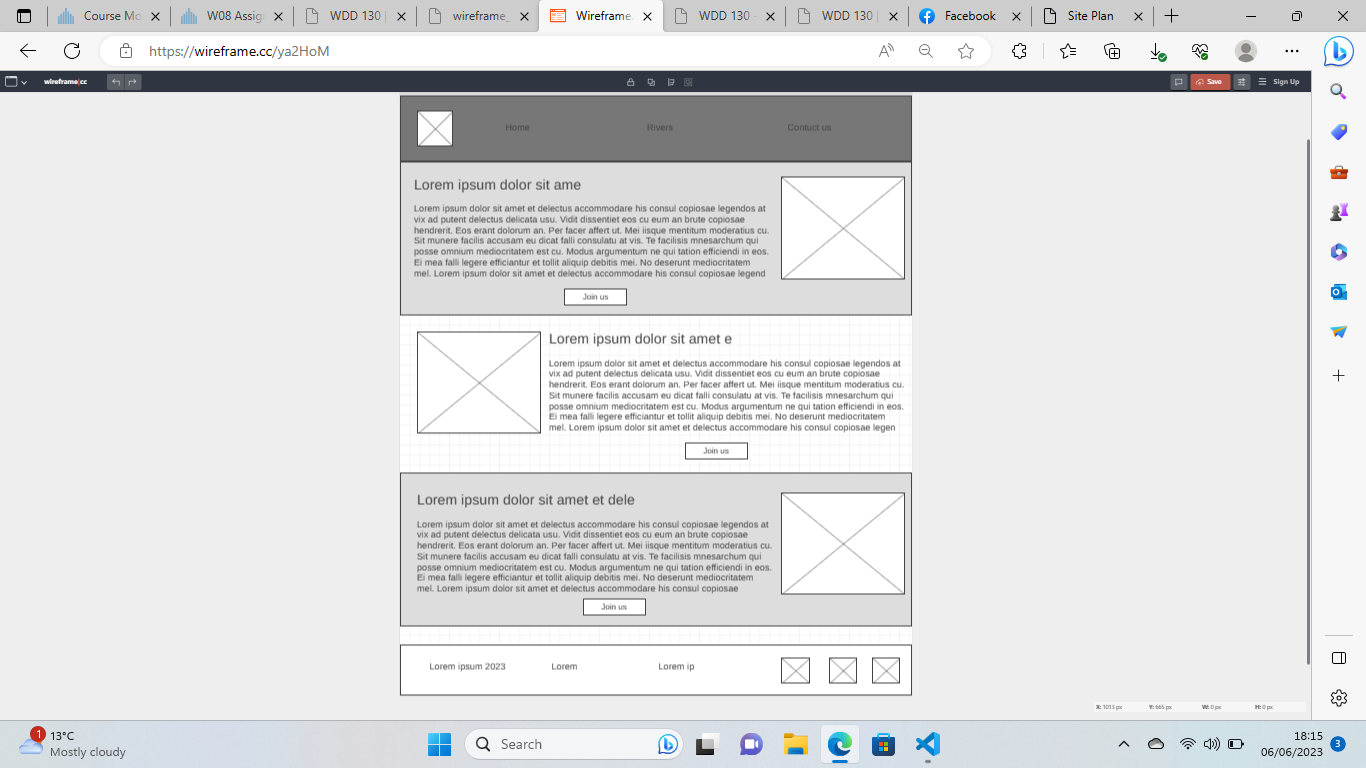 Course Mo
W08 Assign
WDD 130 |
wireframe_
Wireframe.
WDD 130 -
WDD 130 |
Facebook
Site Plan
https://wireframe.cc/ya2HoM
wireframe|cc
Save
Sign Up
Home
Rivers
Contuct us
Lorem ipsum dolor sit ame
Lorem ipsum dolor sit amet et delectus accommodare his consul copiosae legendos at
vix ad putent delectus delicata usu. Vidit dissentiet eos cu eum an brute copiosae
hendrerit. Eos erant dolorum an. Per facer affert ut. Mei iisque mentitum moderatius cu.
Sit munere facilis accusam eu dicat falli consulatu at vis. Te facilisis mnesarchum qui
posse omnium mediocritatem est cu. Modus argumentum ne qui tation efficiendi in eos.
Ei mea falli legere efficiantur et tollit aliquip debitis mei. No deserunt mediocritatem
mel. Lorem ipsum dolor sit amet et delectus accommodare his consul copiosae legend
Join us
Lorem ipsum dolor sit amet e
Lorem ipsum dolor sit amet et delectus accommodare his consul copiosae legendos at
vix ad putent delectus delicata usu. Vidit dissentiet eos cu eum an brute copiosae
hendrerit. Eos erant dolorum an. Per facer affert ut. Mei iisque mentitum moderatius cu.
Sit munere facilis accusam eu dicat falli consulatu at vis. Te facilisis mnesarchum qui
posse omnium mediocritatem est cu. Modus argumentum ne qui tation efficiendi in eos.
Ei mea falli legere efficiantur et tollit aliquip debitis mei. No deserunt mediocritatem
mel. Lorem ipsum dolor sit amet et delectus accommodare his consul copiosae legen
Join us
Lorem ipsum dolor sit amet et dele
Lorem ipsum dolor sit amet et delectus accommodare his consul copiosae legendos at
vix ad putent delectus delicata usu. Vidit dissentiet eos cu eum an brute copiosae
hendrerit. Eos erant dolorum an. Per facer affert ut. Mei iisque mentitum moderatius cu.
Sit munere facilis accusam eu dicat falli consulatu at vis. Te facilisis mnesarchum qui
posse omnium mediocritatem est cu. Modus argumentum ne qui tation efficiendi in eos.
Ei mea falli legere efficiantur et tollit aliquip debitis mei. No deserunt mediocritatem
mel. Lorem ipsum dolor sit amet et delectus accommodare his consul copiosae
Join us
Lorem ipsum 2023
Lorem
Lorem ip
X: 1013 px Y: 665 px W: 0 px H: 0 px
1
13°C
Mostly cloudy
Search
18:15
06/06/2023
3